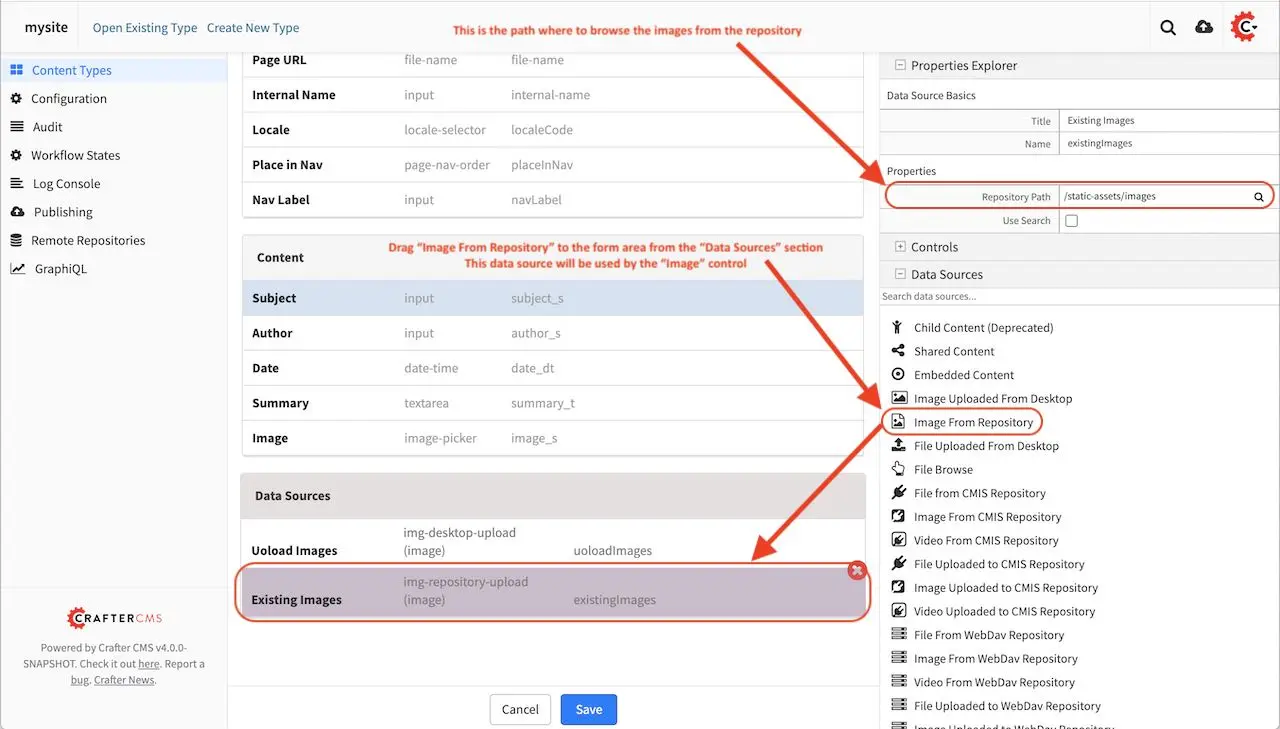 mysite
Open Existing Type Create New Type
This is the path where to browse the images from the repository
Content Types
Configuration
Audit
Workflow States
Log Console
Publishing
Remote Repositories
GraphiQL
CRAFTERCMS
Powered by Crafter CMS v4.0.0-
SNAPSHOT. Check it out here. Report a
bug. Crafter News.
Page URL file-name file-name
Internal Name input internal-name
Locale locale-selector localeCode
Place in Nav page-nav-order placeInNav
Nav Label input navLabel
Content
Drag “Image From Repository” to the form area from the “Data Sources” section
This data source will be used by the “Image” control
Subject input subject_s
Author input author_s
Date date-time date_dt
Summary textarea summary_t
Image image-picker image_s
Data Sources
img-desktop-upload
Uoload Images (image) uoloadImages
img-repository-upload
Existing Images (image) existingImages
Cancel Save
Properties Explorer
Data Source Basics
Title Existing Images
Name existingImages
Properties
Repository Path /static-assets/images
Use Search
Controls
Data Sources
Search data sources...
Child Content (Deprecated)
Shared Content
Embedded Content
Image Uploaded From Desktop
Image From Repository
File Uploaded From Desktop
File Browse
File from CMIS Repository
Image From CMIS Repository
Video From CMIS Repository
File Uploaded to CMIS Repository
Image Uploaded to CMIS Repository
Video Uploaded to CMIS Repository
File From WebDav Repository
Image From WebDav Repository
Video From WebDav Repository
File Uploaded to WebDav Repository
Image Uploaded to WebDav Repository